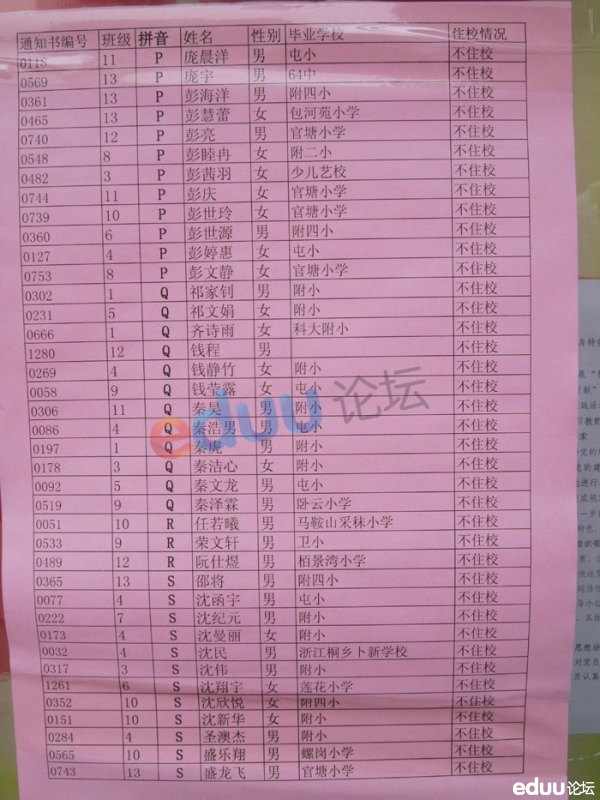 通知书编号 班级 拼音 姓名 性别 毕业学校 住校情况
0118 11 P 庞晨洋 男 屯小 不住校
0569 13 P 庞宇 男 64中 不住校
0361 13 P 彭海洋 男 附四小 不住校
0465 13 P 彭慧蕾 女 包河苑小学 不住校
0740 12 P 彭亮 男 官塘小学 不住校
0548 8 P 彭睦冉 女 附二小 不住校
0482 3 P 彭茜羽 女 少儿艺校 不住校
0744 11 P 彭庆 男 官塘小学 不住校
0739 10 P 彭世玲 女 官塘小学 不住校
0360 6 P 彭世源 男 附四小 不住校
0127 4 P 彭婷惠 女 屯小 不住校
0753 8 P 彭文静 女 官塘小学 不住校
0302 1 Q 祁家钊 男 附小 不住校
0231 5 Q 祁文娟 女 附小 不住校
0666 1 Q 齐诗雨 女 科大附小 不住校
1280 12 Q 钱程 男 不住校
0269 4 Q 钱静竹 女 附小 不住校
0058 9 Q 钱莹露 女 屯小 不住校
0306 11 Q 秦昊 男 附小 不住校
0086 4 Q 秦浩男 男 屯小 不住校
0197 1 Q 秦虎 男 附小 不住校
0178 3 Q 秦洁心 女 附小 不住校
0092 5 Q 秦文龙 男 屯小 不住校
0519 9 Q 秦泽霖 男 卧云小学 不住校
0051 10 R 任若曦 男 马鞍山采秣小学 不住校
0533 9 R 荣文轩 男 卫小 不住校
0489 12 R 阮仕煜 男 栢景湾小学 不住校
0365 13 S 邵将 男 附四小 不住校
0077 4 S 沈函宇 男 屯小 不住校
0222 7 S 沈纪元 男 附小 不住校
0173 4 S 沈曼丽 女 附小 不住校
0032 4 S 沈民 男 浙江桐乡卜新学校 不住校
0317 3 S 沈伟 男 附小 不住校
1261 6 S 沈翔宇 女 莲花小学 不住校
0352 10 S 沈欣悦 女 附四小 不住校
0151 10 S 沈新华 女 附小 不住校
0284 4 S 圣澳杰 男 附小 不住校
0565 10 S 盛乐翔 男 螺岗小学 不住校
0743 13 S 盛龙飞 男 官塘小学 不住校
eduu论坛
eduu论坛